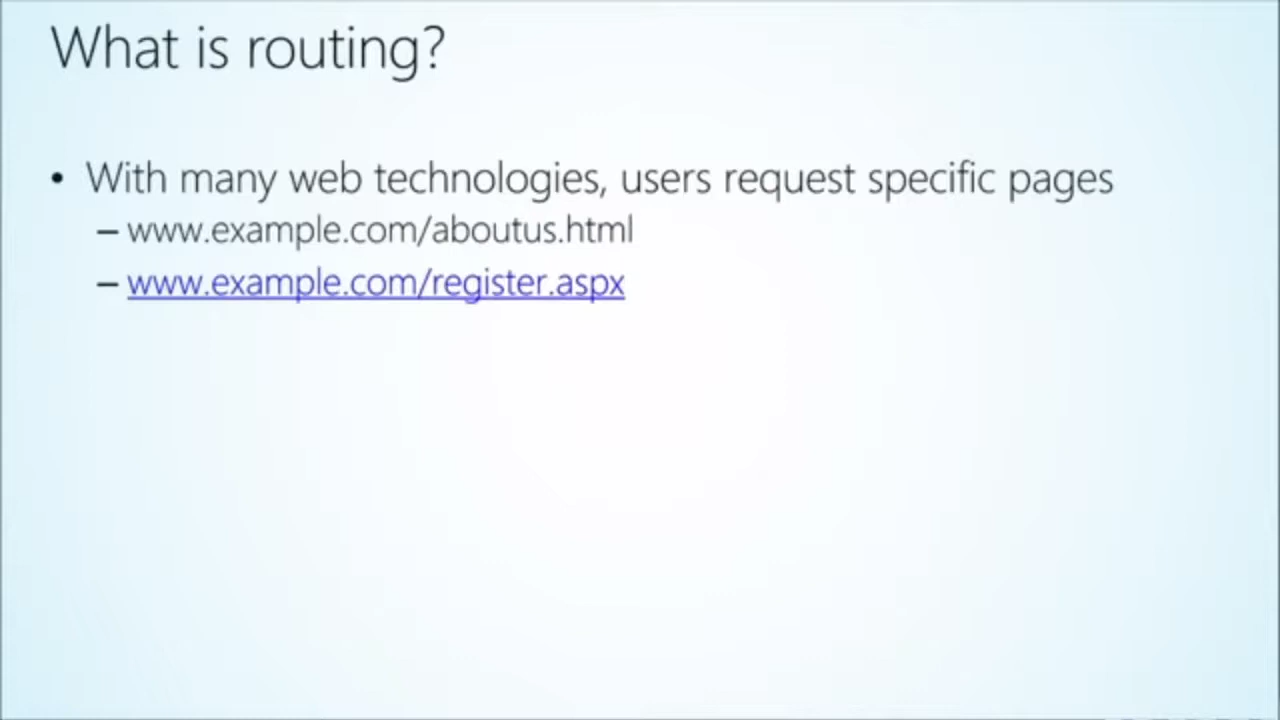 What is routing?
• With many web technologies, users request specific pages
– www.example.com/aboutus.html
– www.example.com/register.aspx